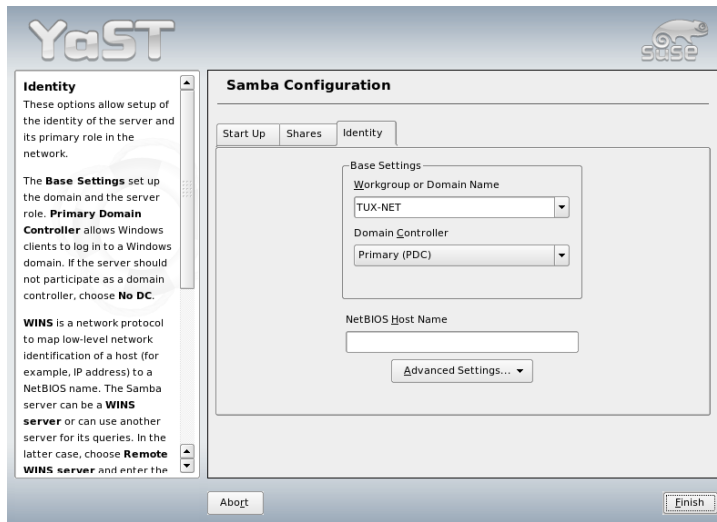 YaST
SUSE
Identity
These options allow setup of
the identity of the server and
its primary role in the
network.
The Base Settings set up
the domain and the server
role. Primary Domain
Controller allows Windows
clients to log in to a Windows
domain. If the server should
not participate as a domain
controller, choose No DC.
WINS is a network protocol
to map low-level network
identification of a host (for
example, IP address) to a
NetBIOS name. The Samba
server can be a WINS
server or can use another
server for its queries. In the
latter case, choose Remote
WINS server and enter the
Samba Configuration
Start Up
Shares
Identity
Base Settings
Workgroup or Domain Name
TUX-NET
Domain Controller
Primary (PDC)
NetBIOS Host Name
Advanced Settings...
Abort
Finish